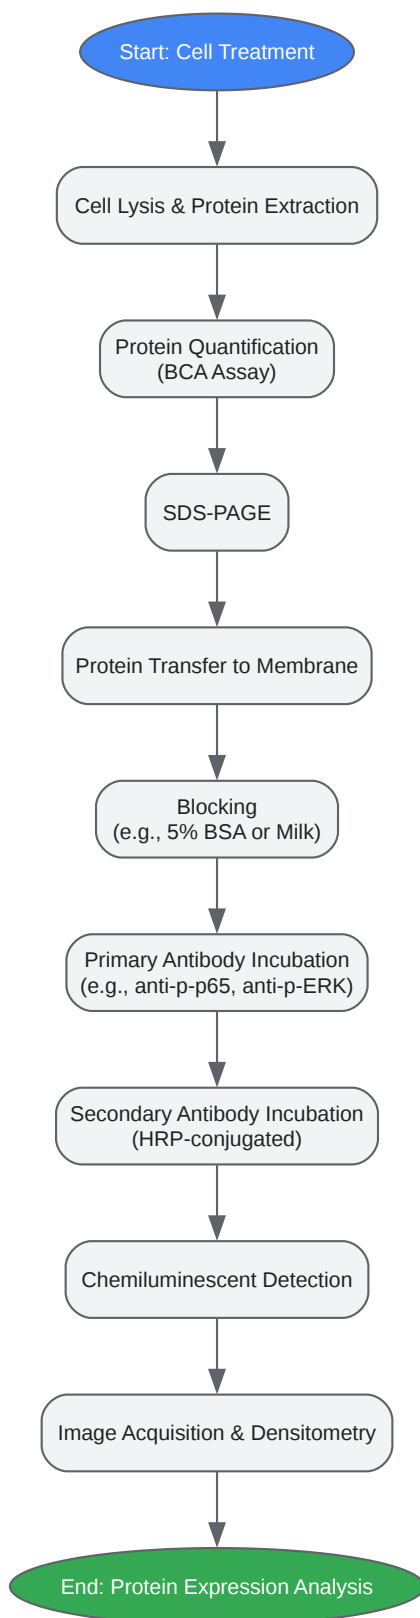 Start: Cell Treatment
Cell Lysis & Protein Extraction
Protein Quantification
(BCA Assay)
SDS-PAGE
Protein Transfer to Membrane
Blocking
(e.g., 5% BSA or Milk)
Primary Antibody Incubation
(e.g., anti-p-p65, anti-p-ERK)
Secondary Antibody Incubation
(HRP-conjugated)
Chemiluminescent Detection
Image Acquisition & Densitometry
End: Protein Expression Analysis